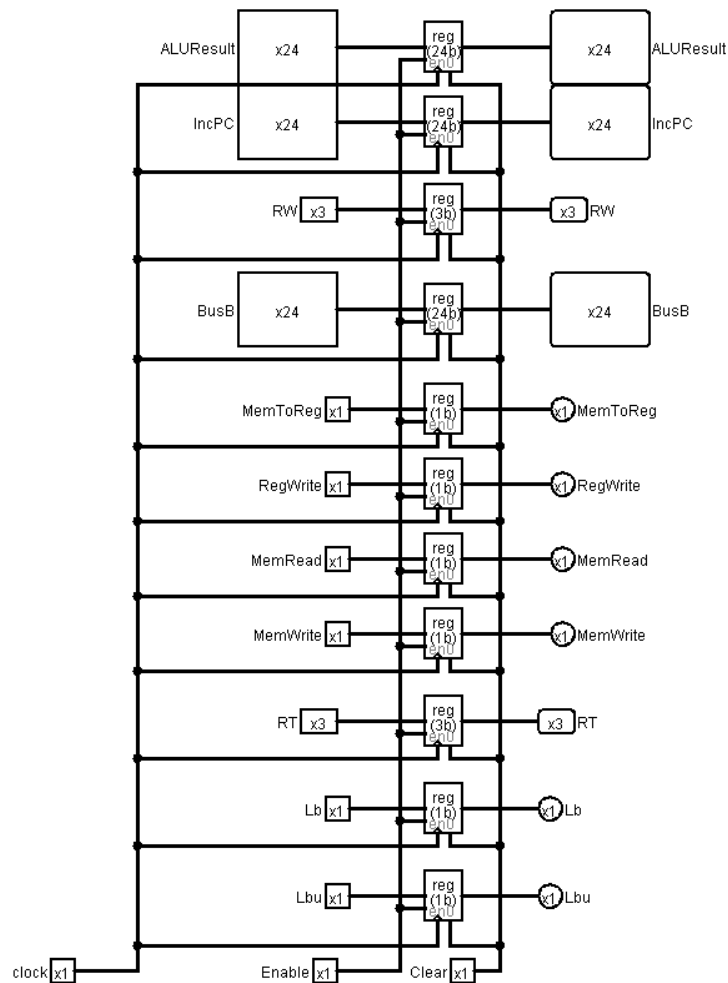 ALUResult x24 reg (24b) en0 x24 ALUResult
IncPC x24 reg (24b) en0 x24 IncPC
RW x3 reg (3b) en0 x3 RW
BusB x24 reg (24b) en0 x24 BusB
MemToReg x1 reg (1b) en0 x1 MemToReg
RegWrite x1 reg (1b) en0 x1 RegWrite
MemRead x1 reg (1b) en0 x1 MemRead
MemWrite x1 reg (1b) en0 x1 MemWrite
RT x3 reg (3b) en0 x3 RT
Lb x1 reg (1b) en0 x1 Lb
Lbu x1 reg (1b) en0 x1 Lbu
clock x1 Enable x1 Clear x1